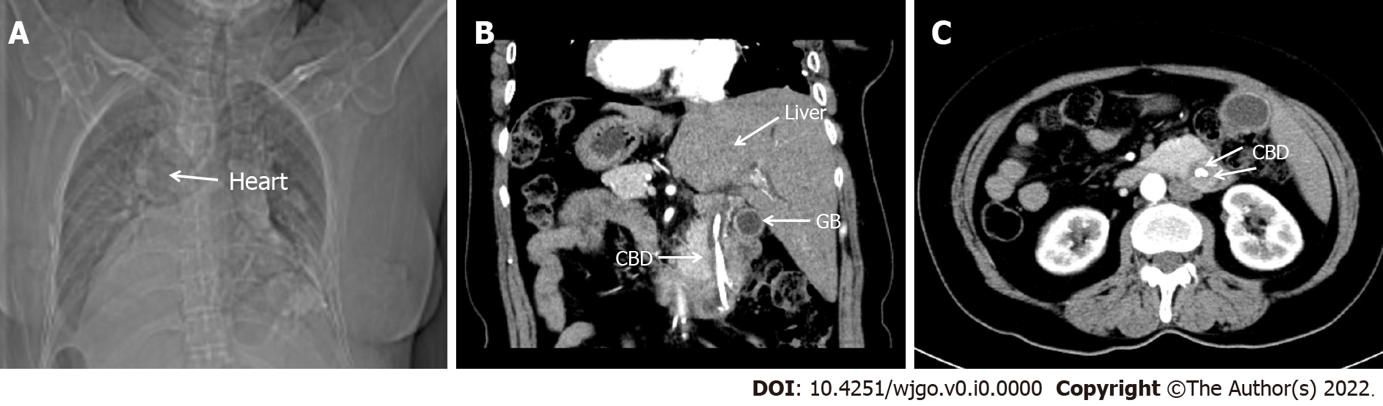 A
B
C
Liver
CBD
Heart
GB
CBD
DOI: 10.4251/wjgo.v0.i0.0000 Copyright ©The Author(s) 2022.